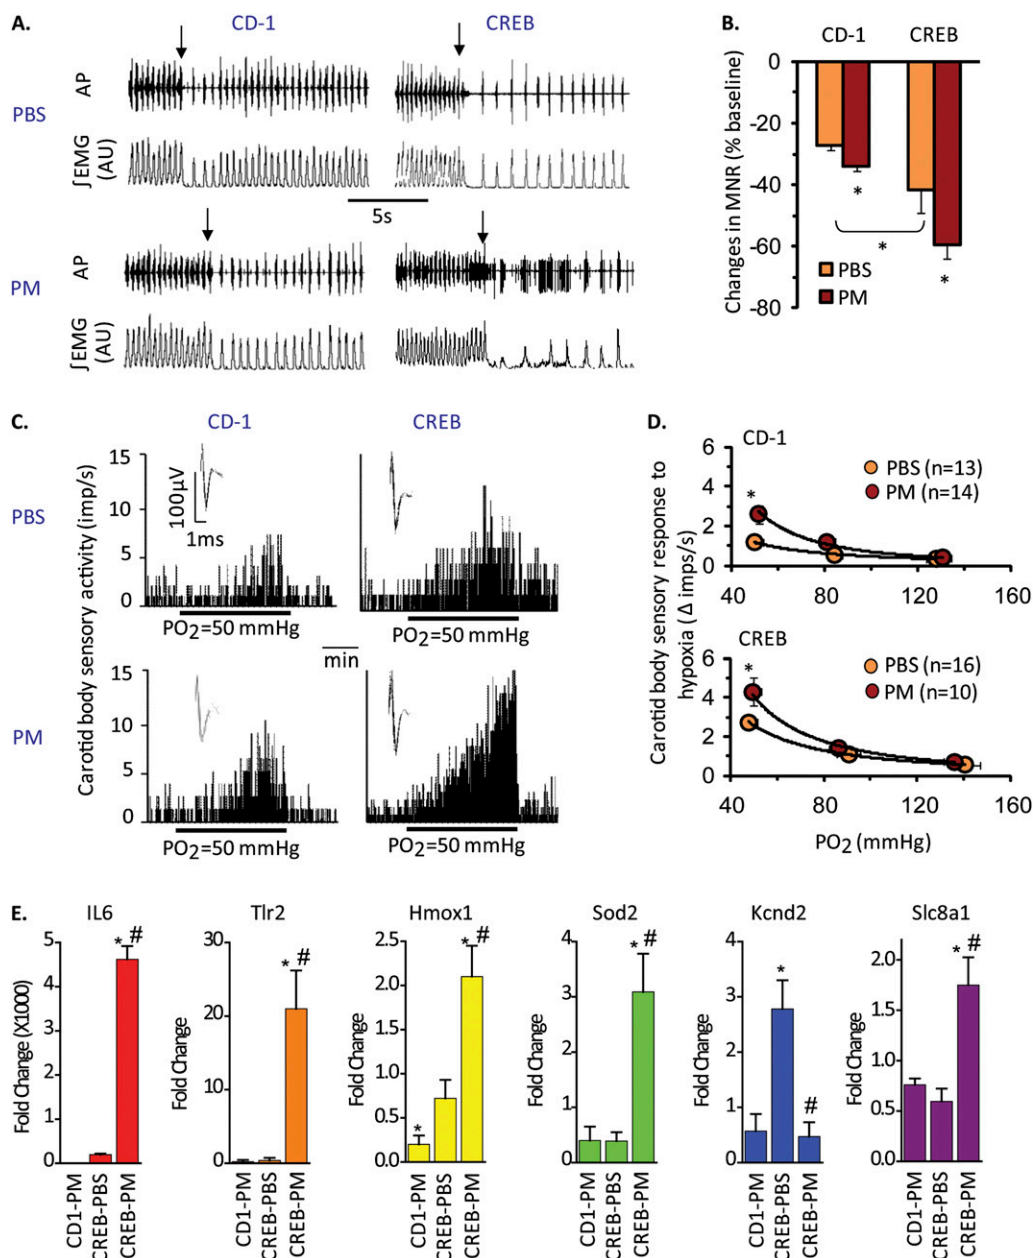 A.
CD-1
CREB
PBS
AP
∫EMG
(AU)
5s
PM
AP
∫EMG
(AU)
B.
CD-1
CREB
Changes in MNR (% baseline)
0
-20
-40
-60
-80
*
*
*
PBS
PM
C.
CD-1
CREB
Carotid body sensory activity (imp/s)
PBS
15
10
5
0
100µV
1ms
PO2=50 mmHg
15
10
5
0
PO2=50 mmHg
min
PM
15
10
5
0
PO2=50 mmHg
15
10
5
0
PO2=50 mmHg
D.
Carotid body sensory response to
hypoxia (Δ imps/s)
CD-1
6
4
2
0
*
PBS (n=13)
PM (n=14)
40 80 120 160
CREB
6
4
2
0
*
PBS (n=16)
PM (n=10)
40 80 120 160
PO2 (mmHg)
E.
IL6
Fold Change (X1000)
5
4
3
2
1
0
* #
CD1-PM
CREB-PBS
CREB-PM
Tlr2
Fold Change
30
20
10
0
* #
CD1-PM
CREB-PBS
CREB-PM
Hmox1
Fold Change
2.5
2.0
1.5
1.0
0.5
0.0
*
* #
CD1-PM
CREB-PBS
CREB-PM
Sod2
Fold Change
4
3
2
1
0
* #
CD1-PM
CREB-PBS
CREB-PM
Kcnd2
Fold Change
4
3
2
1
0
*
#
CD1-PM
CREB-PBS
CREB-PM
Slc8a1
Fold Change
2.0
1.5
1.0
0.5
0.0
* #
CD1-PM
CREB-PBS
CREB-PM